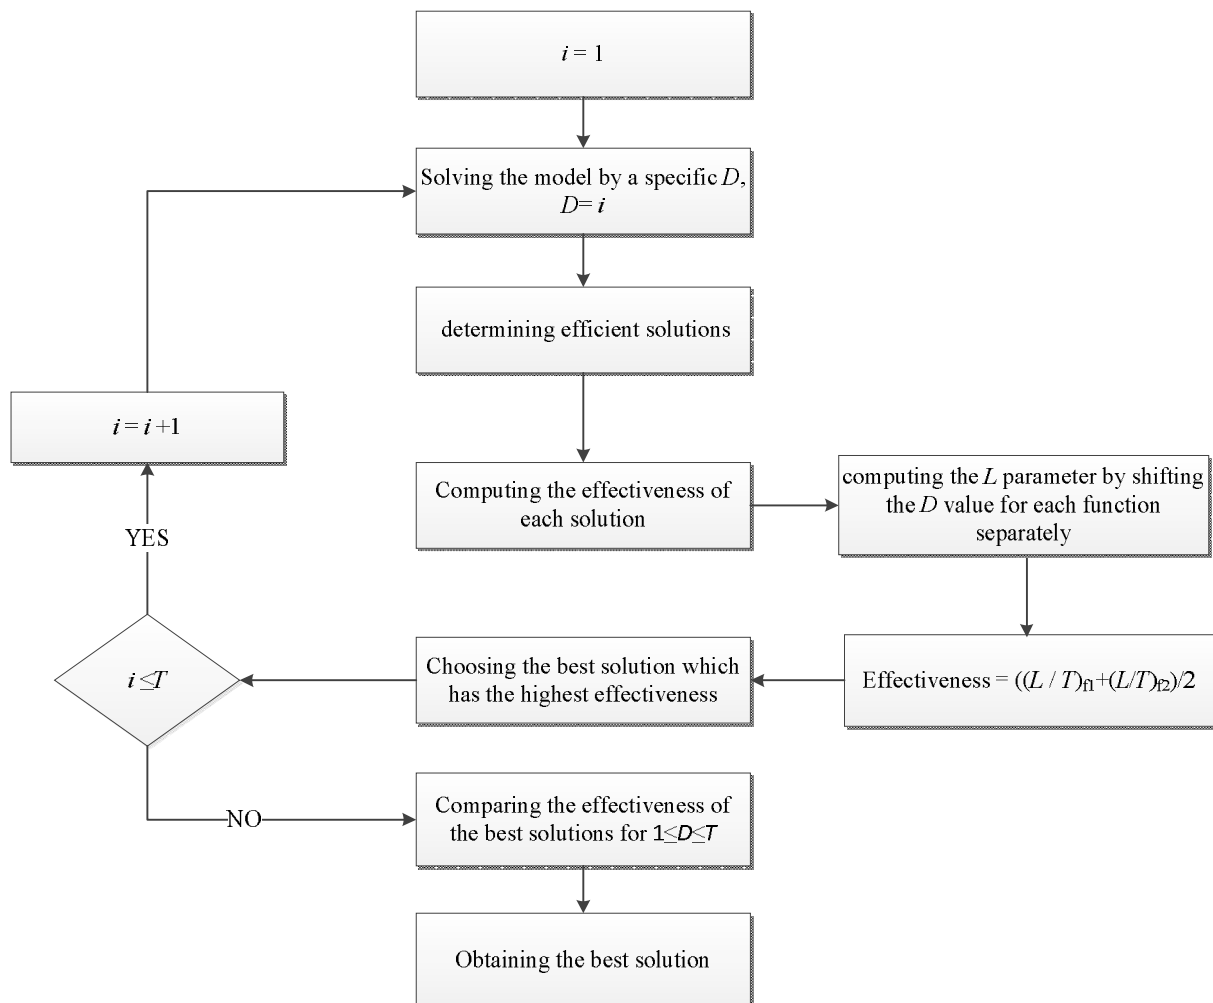 i = 1
Solving the model by a specific D,
D= i
determining efficient solutions
i = i +1
Computing the effectiveness of
each solution
computing the L parameter by shifting
the D value for each function
separately
YES
i ≤T
Choosing the best solution which
has the highest effectiveness
Effectiveness = ((L / T)f1+(L/T)f2)/2
NO
Comparing the effectiveness of
the best solutions for 1≤D≤T
Obtaining the best solution